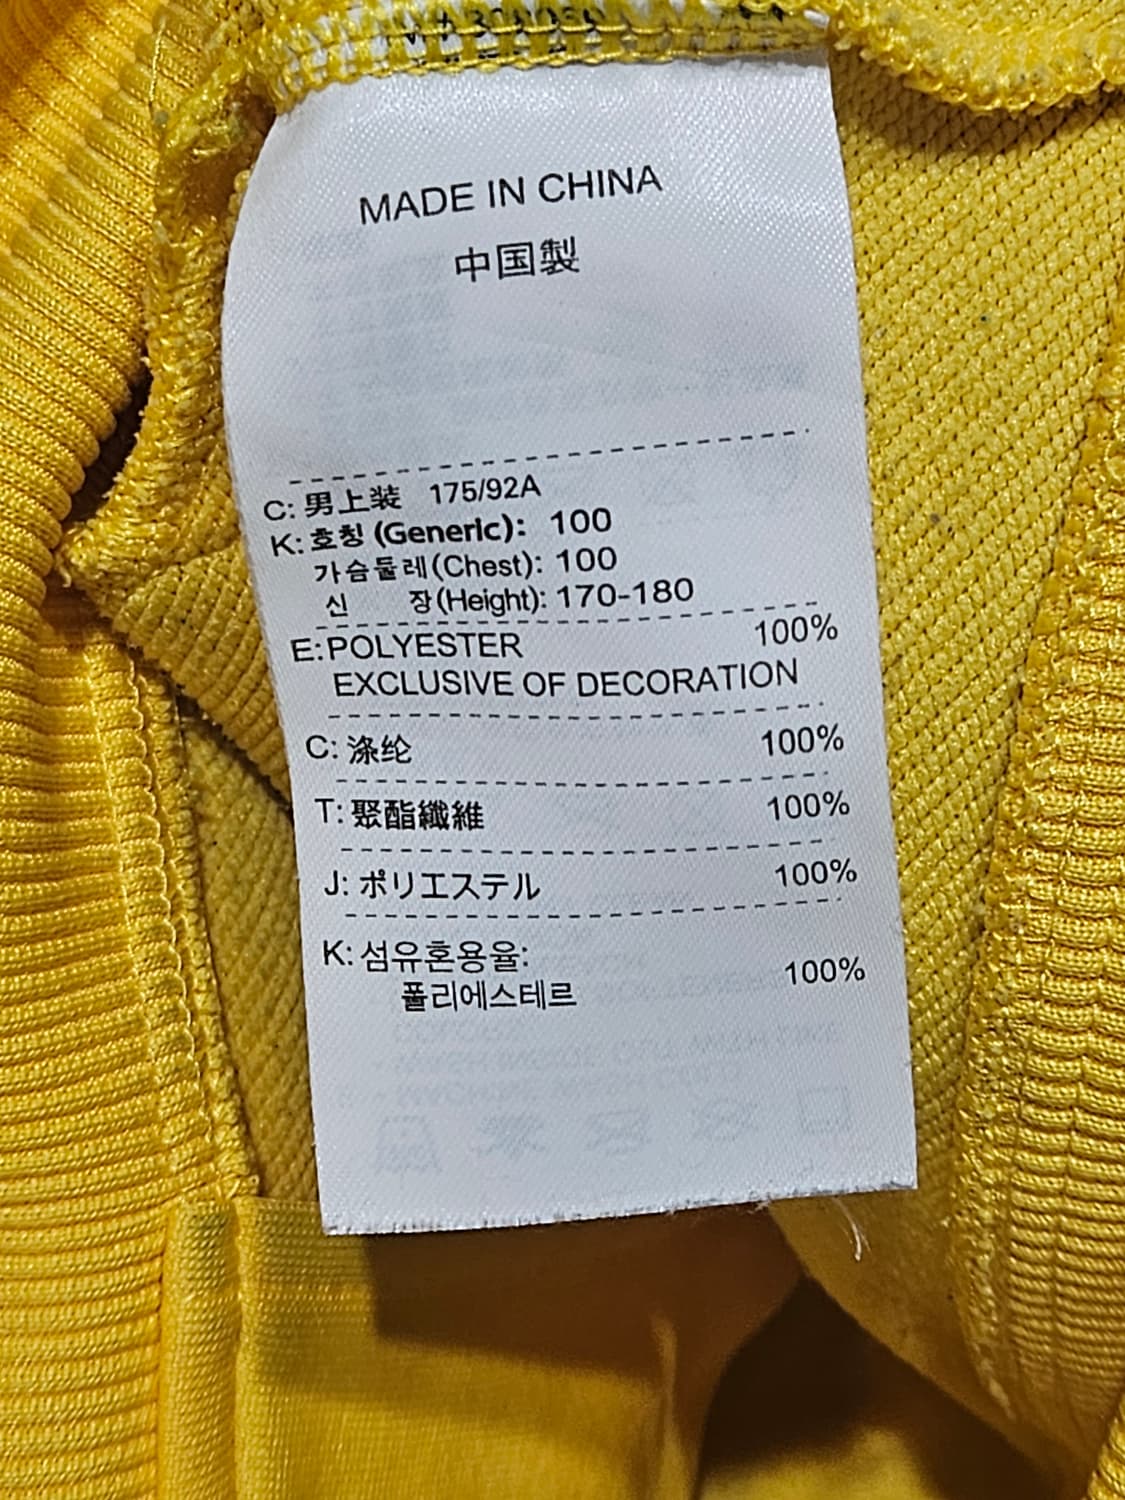 MADE IN CHINA
中国製
C: 男上装 175/92A
K: 호칭 (Generic): 100
가슴둘레(Chest): 100
신 장(Height): 170-180
E:POLYESTER 100%
EXCLUSIVE OF DECORATION
C: 涤纶 100%
T: 聚酯纖維 100%
J: ポリエステル 100%
K: 섬유혼용율:
폴리에스테르 100%